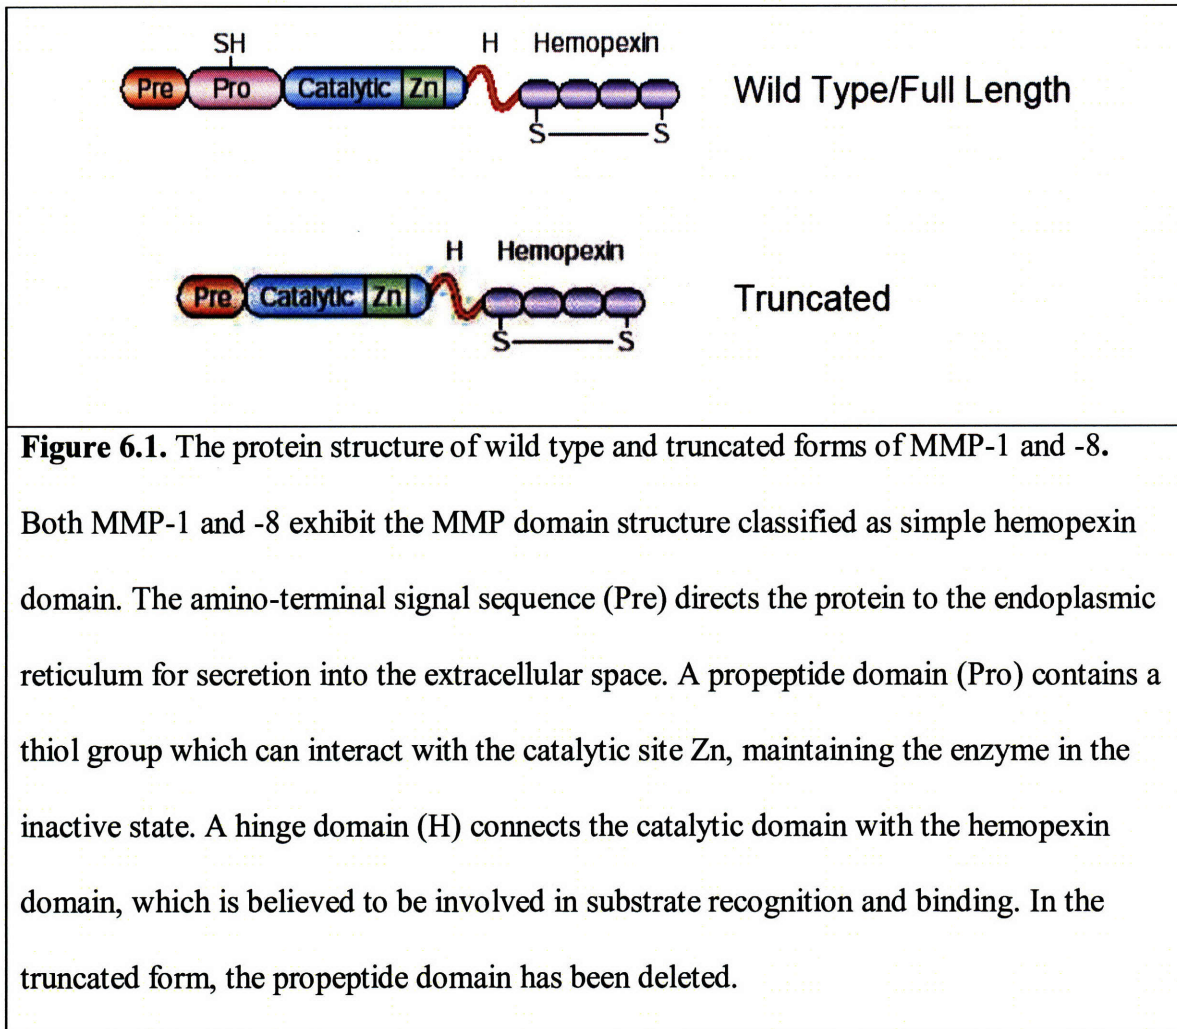 SH
H Hemopexin
Pre Pro Catalytic Zn
Wild Type/Full Length
S S
H Hemopexin
Pre Catalytic Zn
Truncated
S S
Figure 6.1. The protein structure of wild type and truncated forms of MMP-1 and -8.
Both MMP-1 and -8 exhibit the MMP domain structure classified as simple hemopexin
domain. The amino-terminal signal sequence (Pre) directs the protein to the endoplasmic
reticulum for secretion into the extracellular space. A propeptide domain (Pro) contains a
thiol group which can interact with the catalytic site Zn, maintaining the enzyme in the
inactive state. A hinge domain (H) connects the catalytic domain with the hemopexin
domain, which is believed to be involved in substrate recognition and binding. In the
truncated form, the propeptide domain has been deleted.